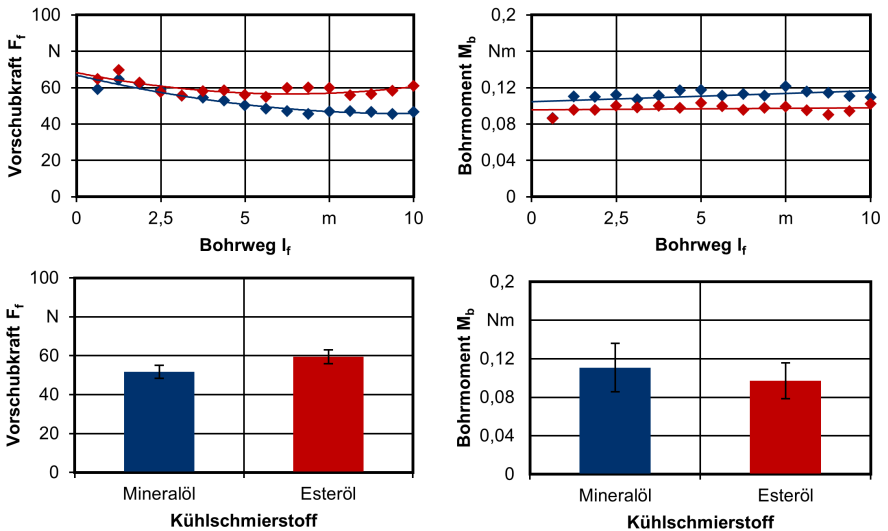 Vorschubkraft Ff
100
N
60
40
20
0
0
2,5
5
m
10
Bohrweg lf
Bohrmoment Mb
0,2
Nm
0,12
0,08
0,04
0
0
2,5
5
m
10
Bohrweg lf
Vorschubkraft Ff
100
N
60
40
20
0
Mineralöl
Esteröl
Kühlschmierstoff
Bohrmoment Mb
0,2
Nm
0,12
0,08
0,04
0
Mineralöl
Esteröl
Kühlschmierstoff